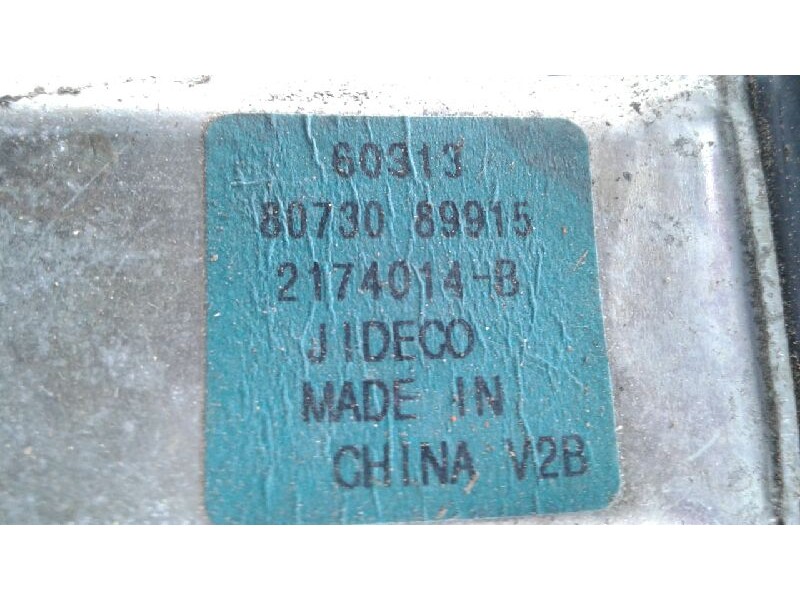 60313
80730 89915
2174014-B
JIDECO
MADE IN
CHINA V2B